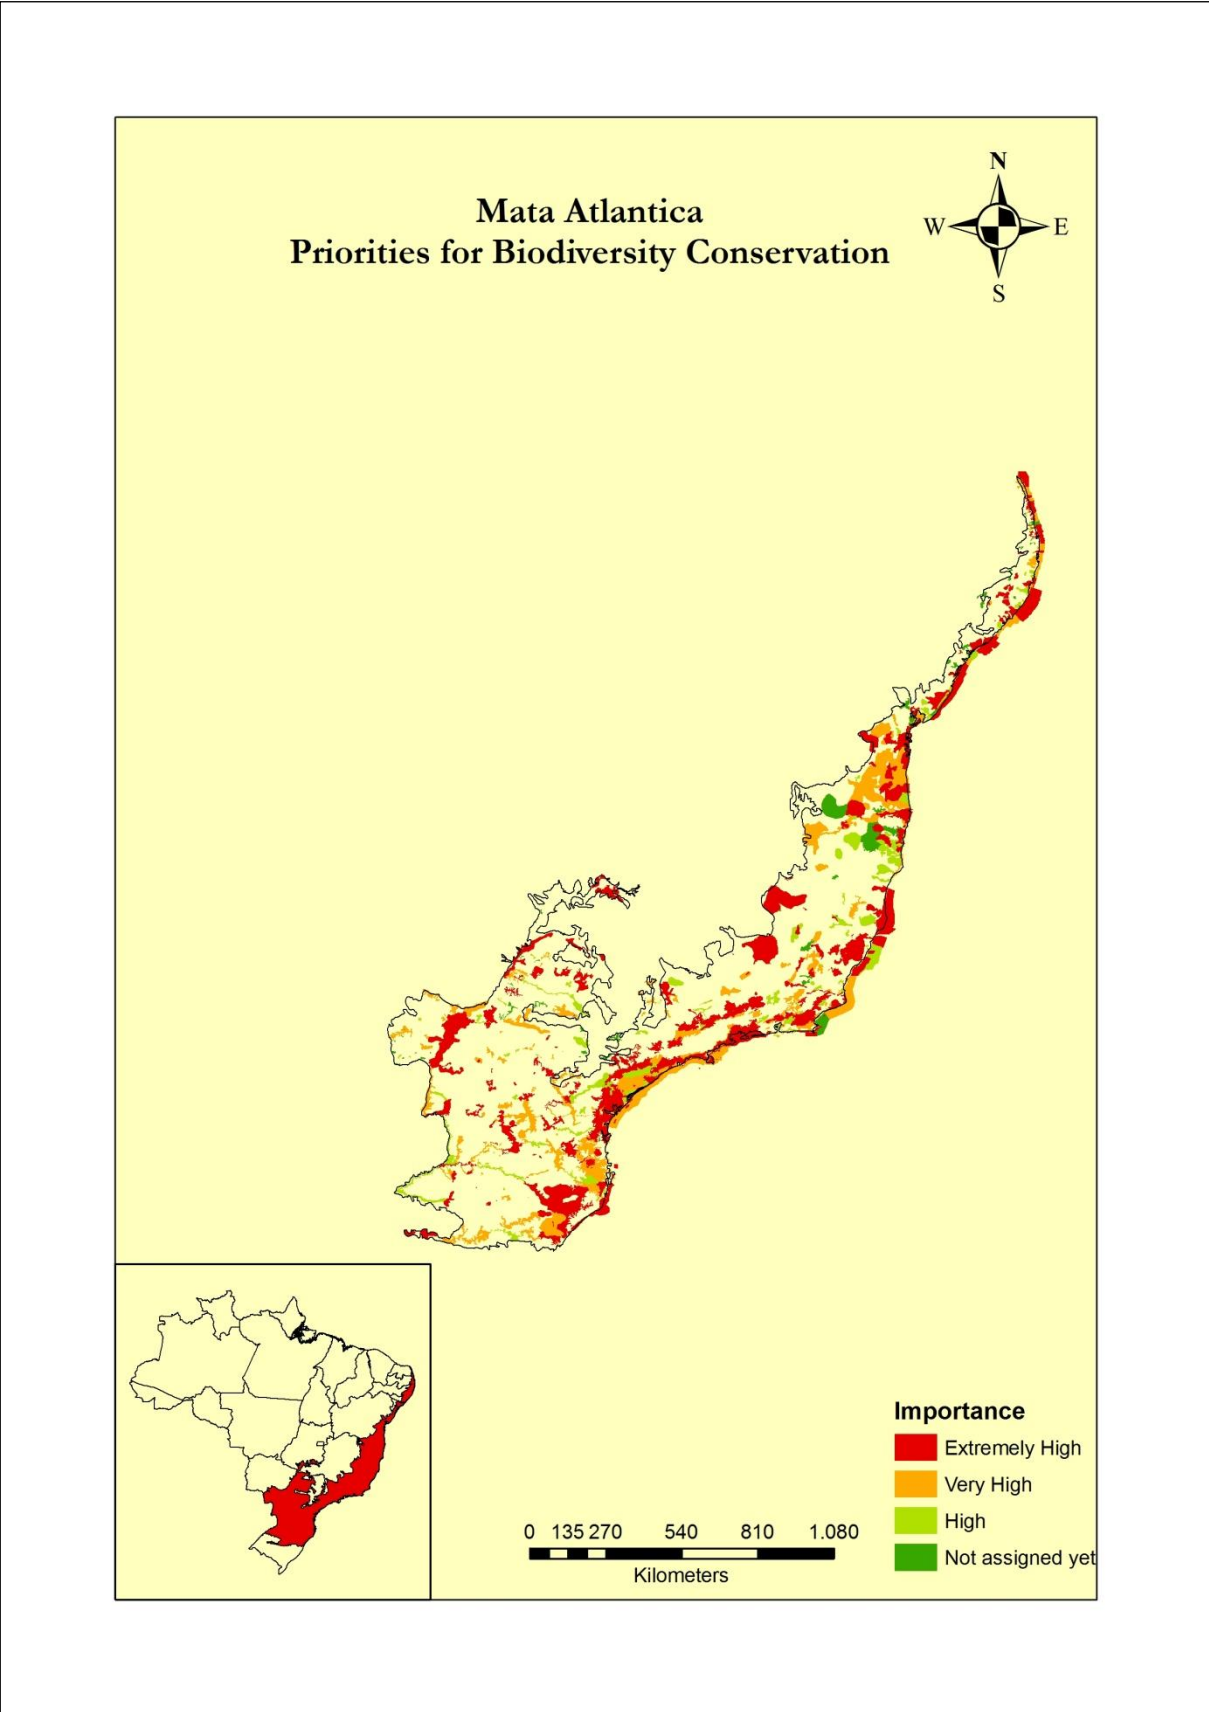 N
Mata Atlantica
W E
Priorities for Biodiversity Conservation
S
Importance
Extremely High
Very High
High
Not assigned yet
0 135 270 540 810 1.080
Kilometers